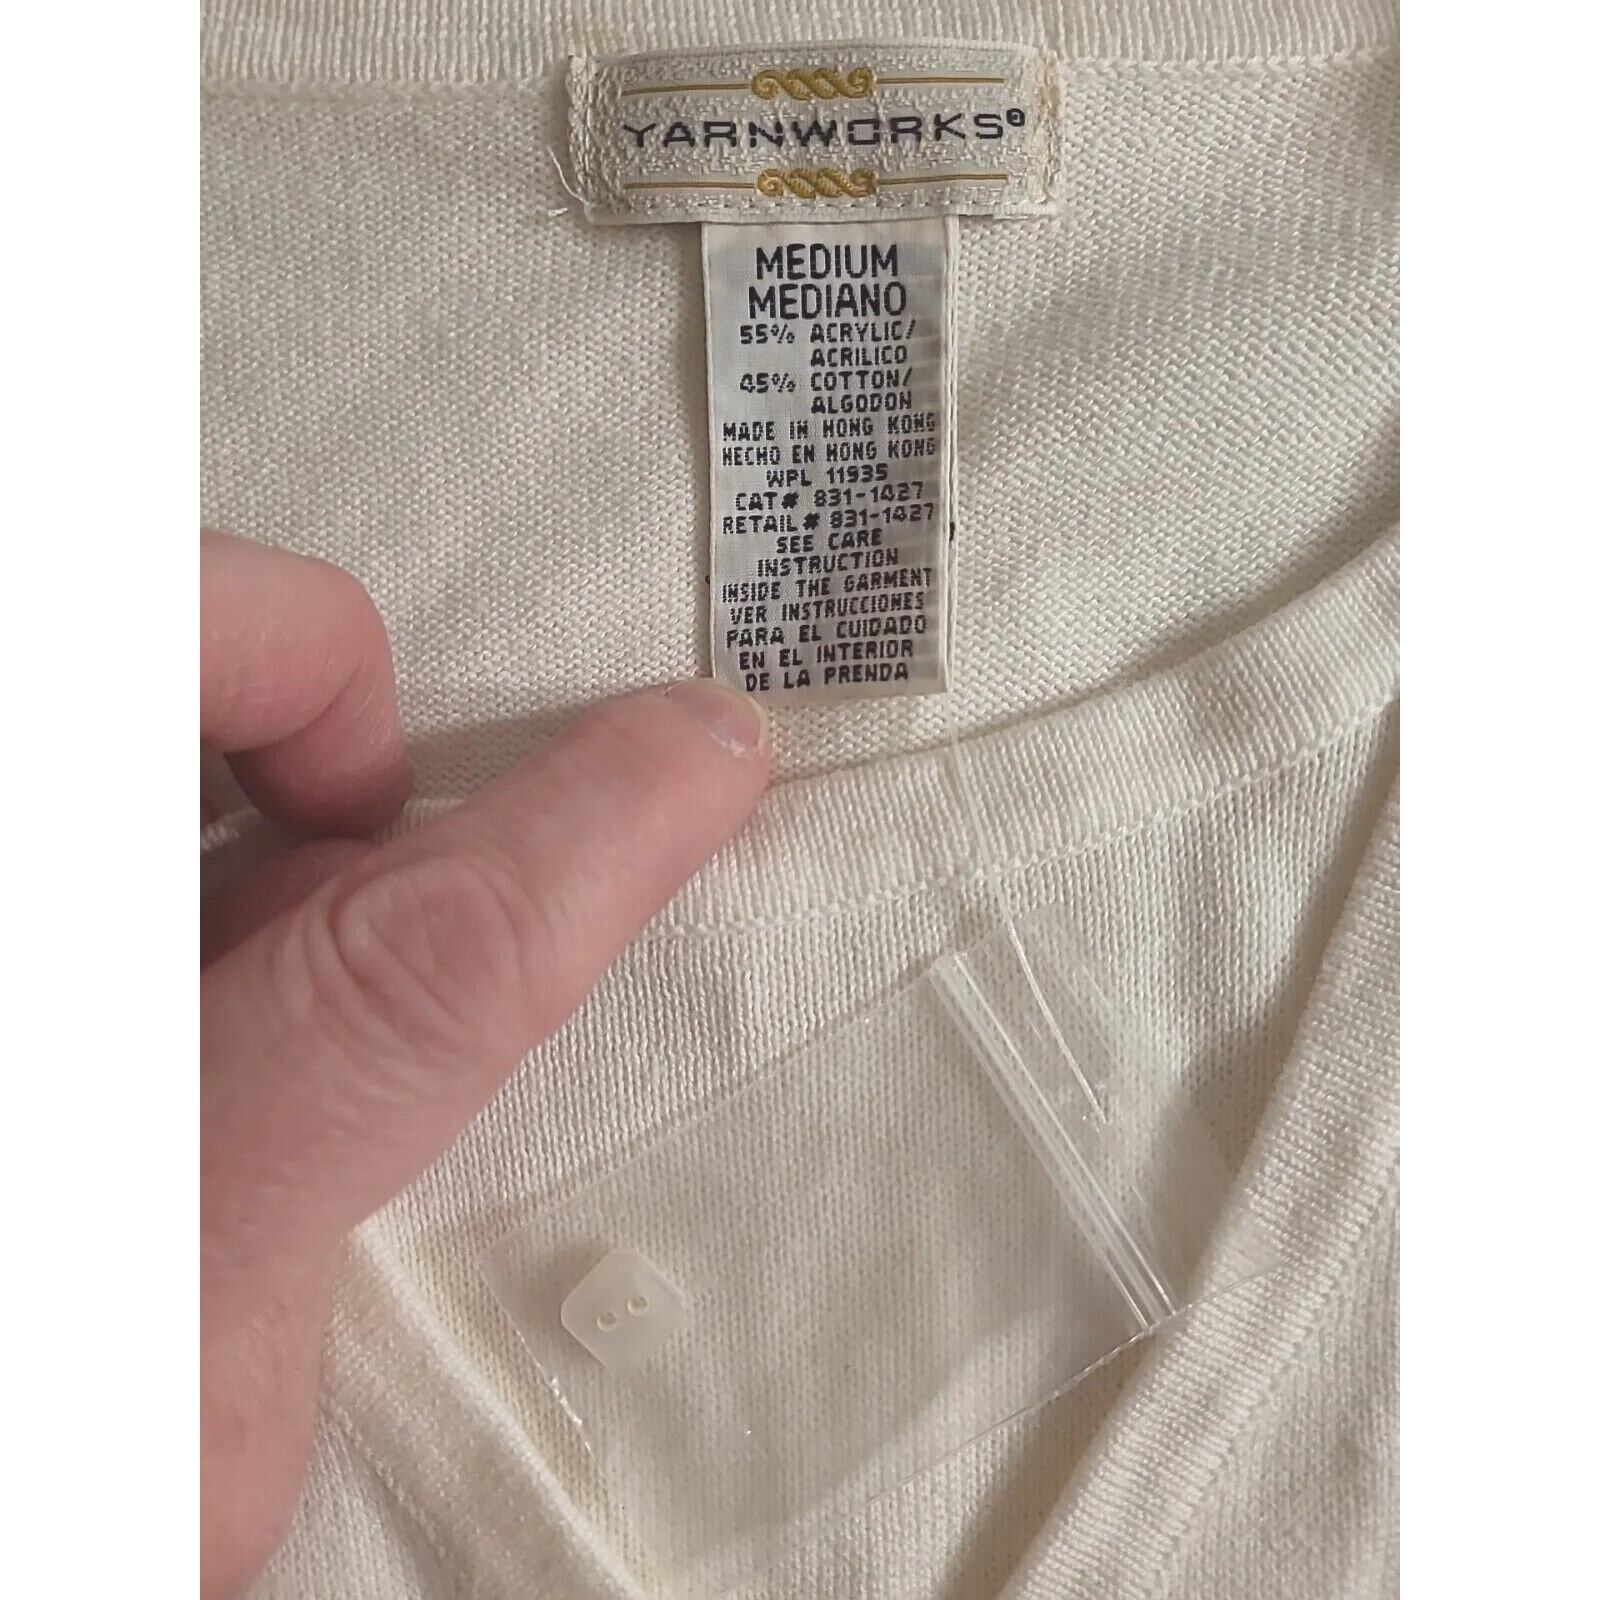 YARNWORKS®
MEDIUM
MEDIANO
55% ACRYLIC/
ACRILICO
45% COTTON/
ALGODON
MADE IN HONG KONG
HECHO EN HONG KONG
WPL 11935
CAT# 831-1427
RETAIL# 831-1427
SEE CARE
INSTRUCTION
INSIDE THE GARMENT
VER INSTRUCCIONES
PARA EL CUIDADO
EN EL INTERIOR
DE LA PRENDA